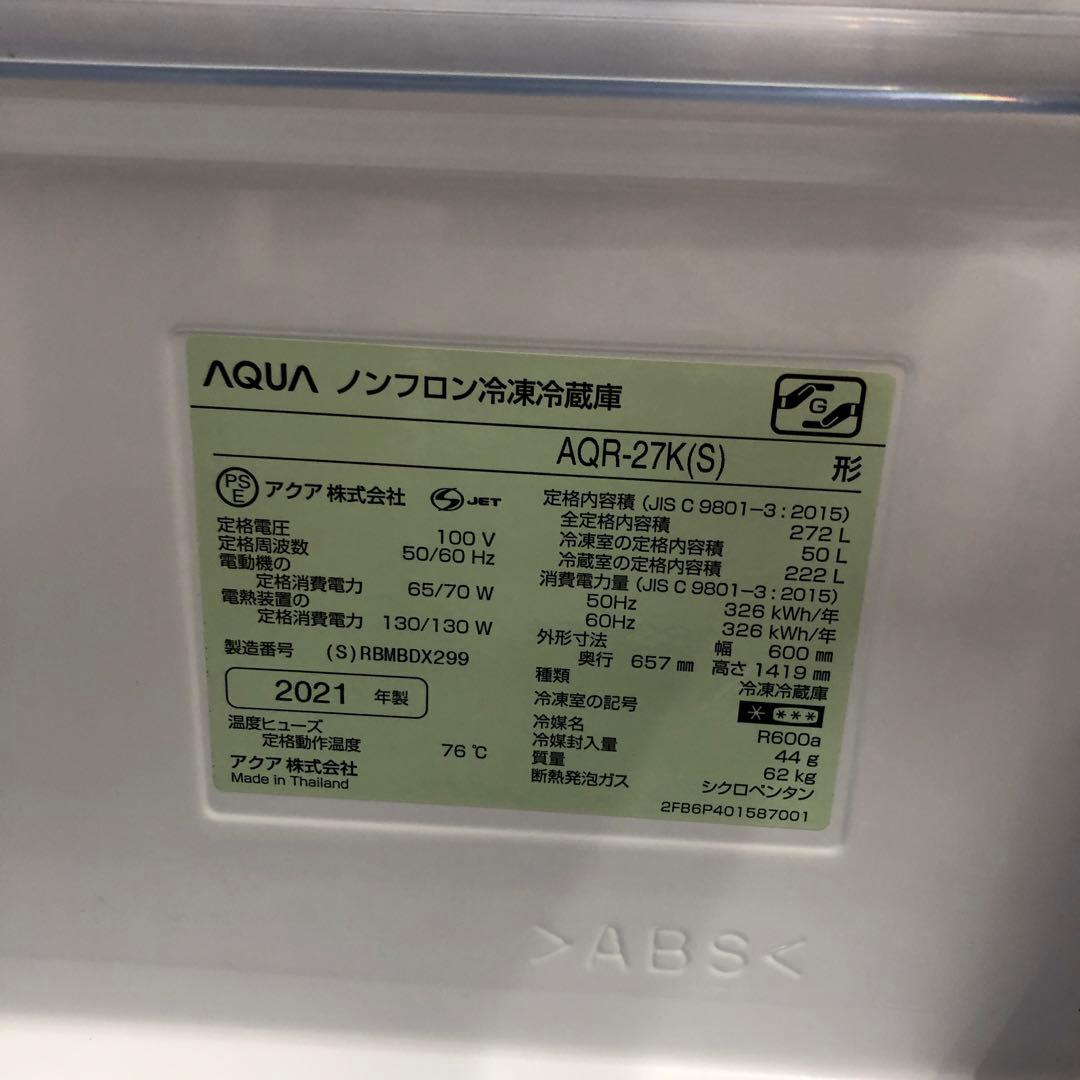 AQUA ノンフロン冷凍冷蔵庫
G
AQR-27K(S) 形
PS E アクア 株式会社 S JET
定格電圧 100 V
定格周波数 50/60 Hz
電動機の
定格消費電力 65/70 W
電熱装置の
定格消費電力 130/130 W
製造番号 (S)RBMBDX299
2021 年製
温度ヒューズ
定格動作温度 76 ℃
アクア 株式会社
Made in Thailand
定格内容積 (JIS C 9801-3:2015)
全定格内容積 272 L
冷凍室の定格内容積 50 L
冷蔵室の定格内容積 222 L
消費電力量 (JIS C 9801-3:2015)
50Hz 326 kWh/年
60Hz 326 kWh/年
外形寸法 幅 600 mm
奥行 657 mm 高さ 1419 mm
種類 冷凍冷蔵庫
冷凍室の記号 * ***
冷媒名 R600a
冷媒封入量 44 g
質量 62 kg
断熱発泡ガス シクロペンタン
2FB6P401587001
>ABS<